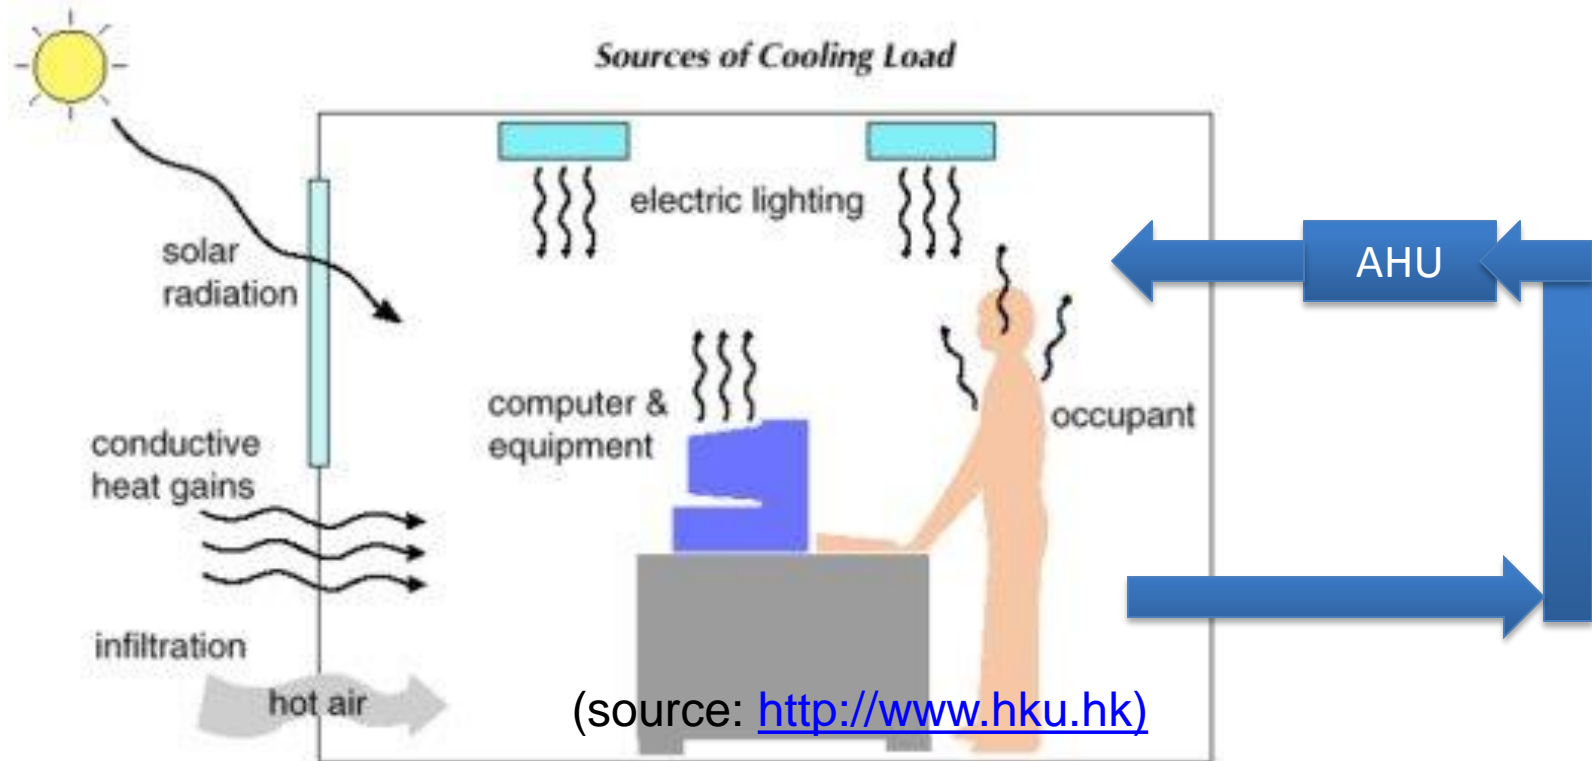 Sources of Cooling Load
electric lighting
solar
radiation
AHU
computer &
equipment
occupant
conductive
heat gains
infiltration
hot air
(source: http://www.hku.hk)